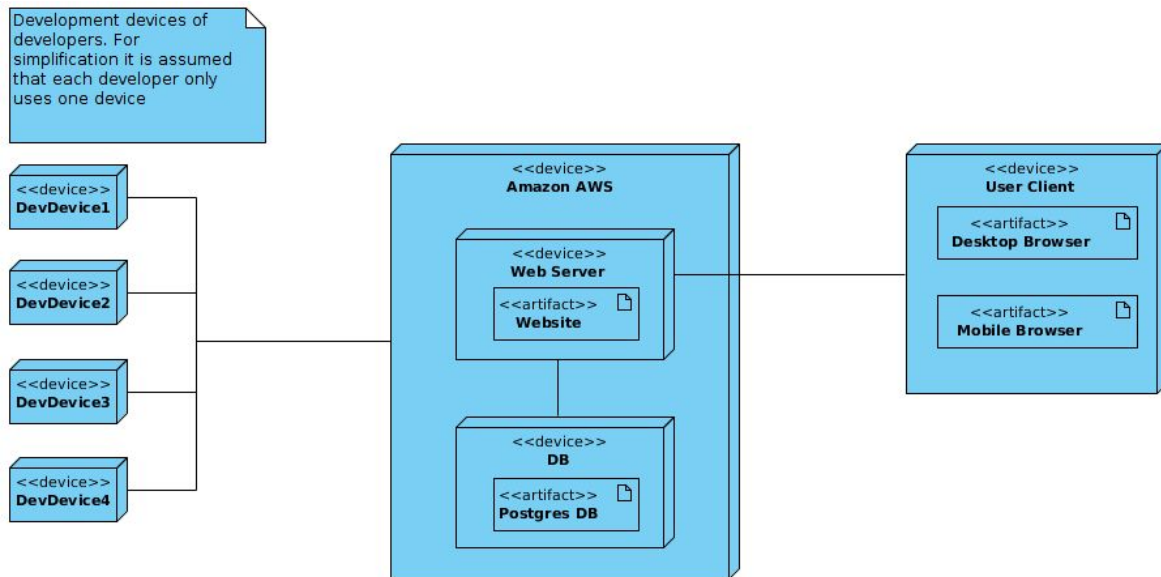 Development devices of
developers. For
simplification it is assumed
that each developer only
uses one device
<<device>>
DevDevice1
<<device>>
DevDevice2
<<device>>
DevDevice3
<<device>>
DevDevice4
<<device>>
Amazon AWS
<<device>>
Web Server
<<artifact>>
Website
<<device>>
DB
<<artifact>>
Postgres DB
<<device>>
User Client
<<artifact>>
Desktop Browser
<<artifact>>
Mobile Browser